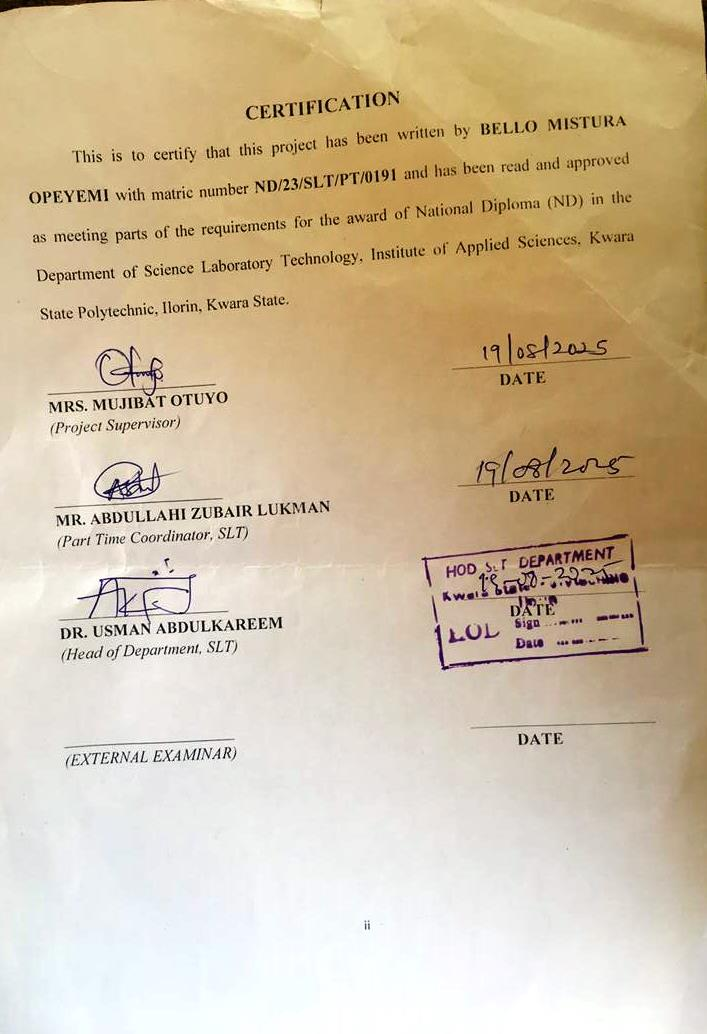 CERTIFICATION
This is to certify that this project has been written by BELLO MISTURA
OPEYEMI with matric number ND/23/SLT/PT/0191 and has been read and approved
as meeting parts of the requirements for the award of National Diploma (ND) in the
Department of Science Laboratory Technology, Institute of Applied Sciences, Kwara
State Polytechnic, Ilorin, Kwara State.
19/08/2025
MRS. MUJIBAT OTUYO
DATE
(Project Supervisor)
19/08/2025
MR. ABDULLAHI ZUBAIR LUKMAN
DATE
(Part Time Coordinator, SLT)
HOD SLT DEPARTMENT
Kwara State
DATE
DR. USMAN ABDULKAREEM
Sign
(Head of Department, SLT)
Date
(EXTERNAL EXAMINAR)
DATE
ii